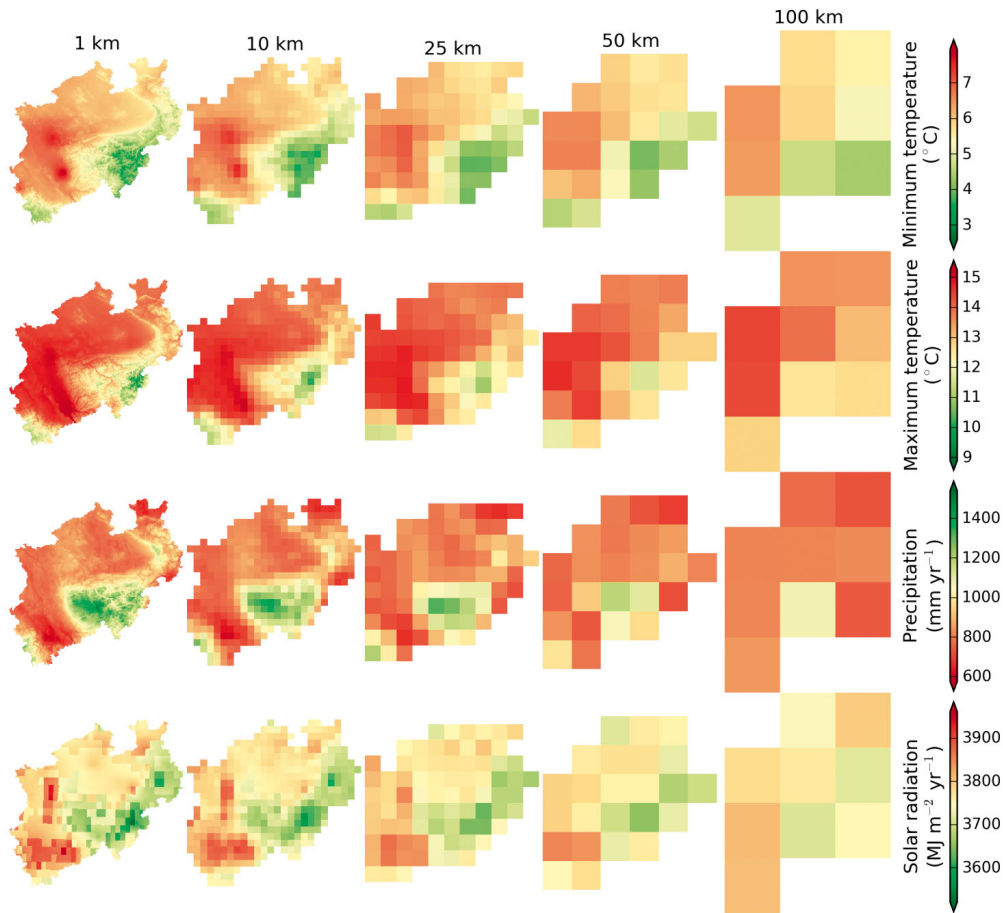 1 km
10 km
25 km
50 km
100 km
Minimum temperature
(°C)
7
6
5
4
3
Maximum temperature
(°C)
15
14
13
12
11
10
9
Precipitation
(mm yr⁻¹)
1400
1200
1000
800
600
Solar radiation
(MJ m⁻² yr⁻¹)
3900
3800
3700
3600